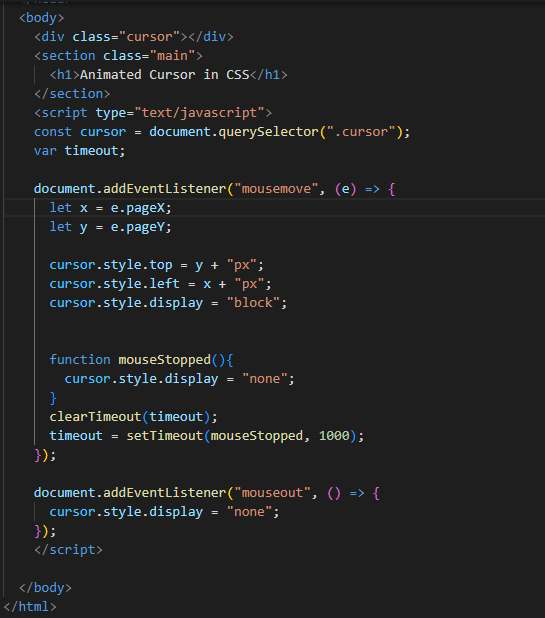 <body>
<div class="cursor"></div>
<section class="main">
<h1>Animated Cursor in CSS</h1>
</section>
<script type="text/javascript">
const cursor = document.querySelector(".cursor");
var timeout;
document.addEventListener("mousemove", (e) => {
let x = e.pageX;
let y = e.pageY;
cursor.style.top = y + "px";
cursor.style.left = x + "px";
cursor.style.display = "block";
function mouseStopped(){
cursor.style.display = "none";
}
clearTimeout(timeout);
timeout = setTimeout(mouseStopped, 1000);
});
document.addEventListener("mouseout", () => {
cursor.style.display = "none";
});
</script>
</body>
</html>